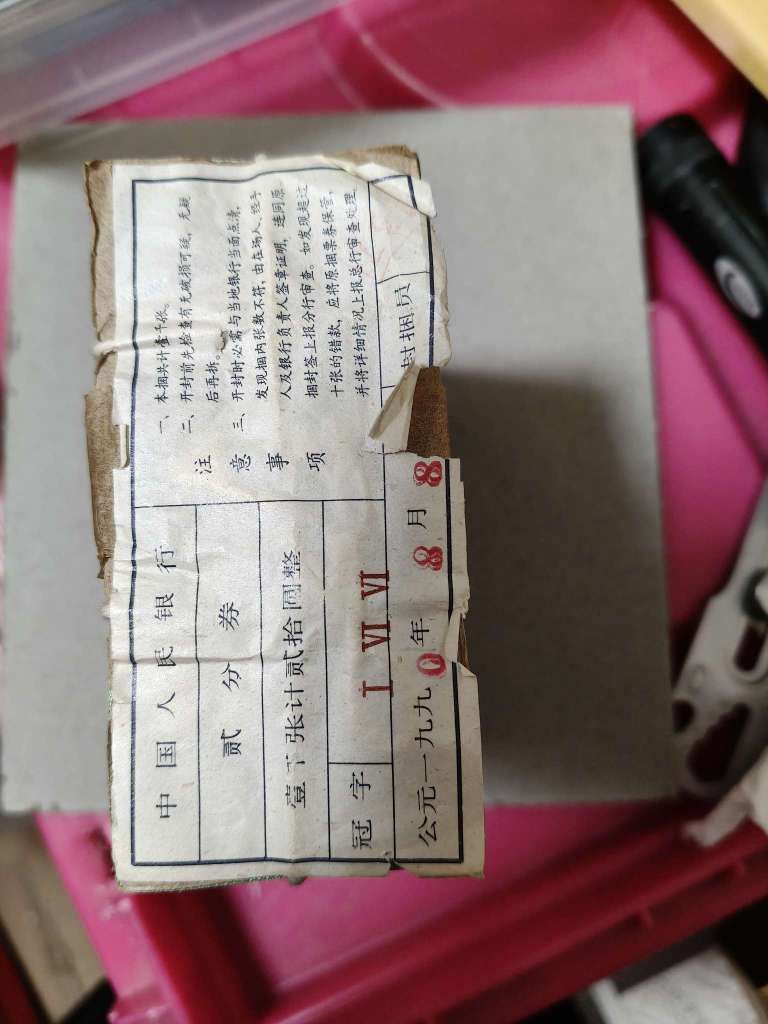 中国人民银行
贰分券
壹千张计贰拾圆整
冠字 I VI VI
公元一九九0年8月8
注意事项
一、本捆共计壹千张。
二、开封前先检查有无破损可疑，无疑
后再拆。
三、开封时必需与当地银行当面点清，
发现捆内张数不符，由在场人、经手
人及银行负责人签章证明，连同原
捆封签上报分行审查。如发现超过
十张的错款，应将原捆票券保管，
并将详细情况上报总行审查处理。
封捆员